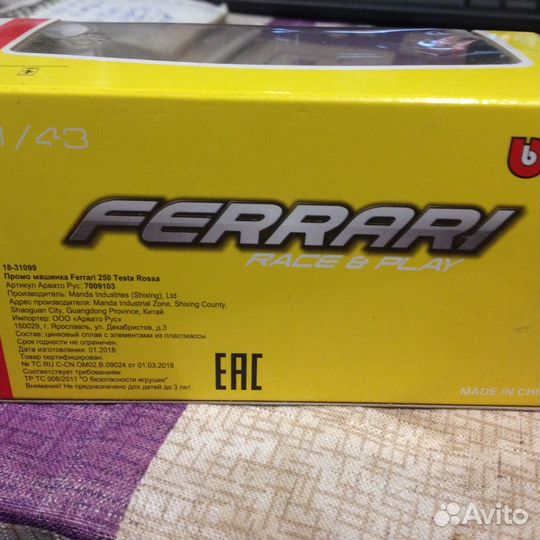 1/43
b
FERRARI
RACE & PLAY
18-31099
Промо машинка Ferrari 250 Testa Rossa
Артикул Арвато Рус: 7009103
Производитель: Manda Industries (Shixing), Ltd
Адрес производителя: Manda Industrial Zone, Shixing County,
Shaoguan City, Guangdong Province, Китай
Импортер: ООО «Арвато Рус»
150029, г. Ярославль, ул. Декабристов, д.3
Состав: цинковый сплав с элементами из пластмассы
Срок годности не ограничен.
Дата изготовления: 01.2018
Товар сертифицирован.
№ ТС RU C-CN.ОМ02.В.09024 от 01.03.2018
Соответствует требованиям:
ТР ТС 008/2011 "О безопасности игрушек"
Внимание! Не предназначено для детей до 3 лет.
EAC
MADE IN CHI
Avito